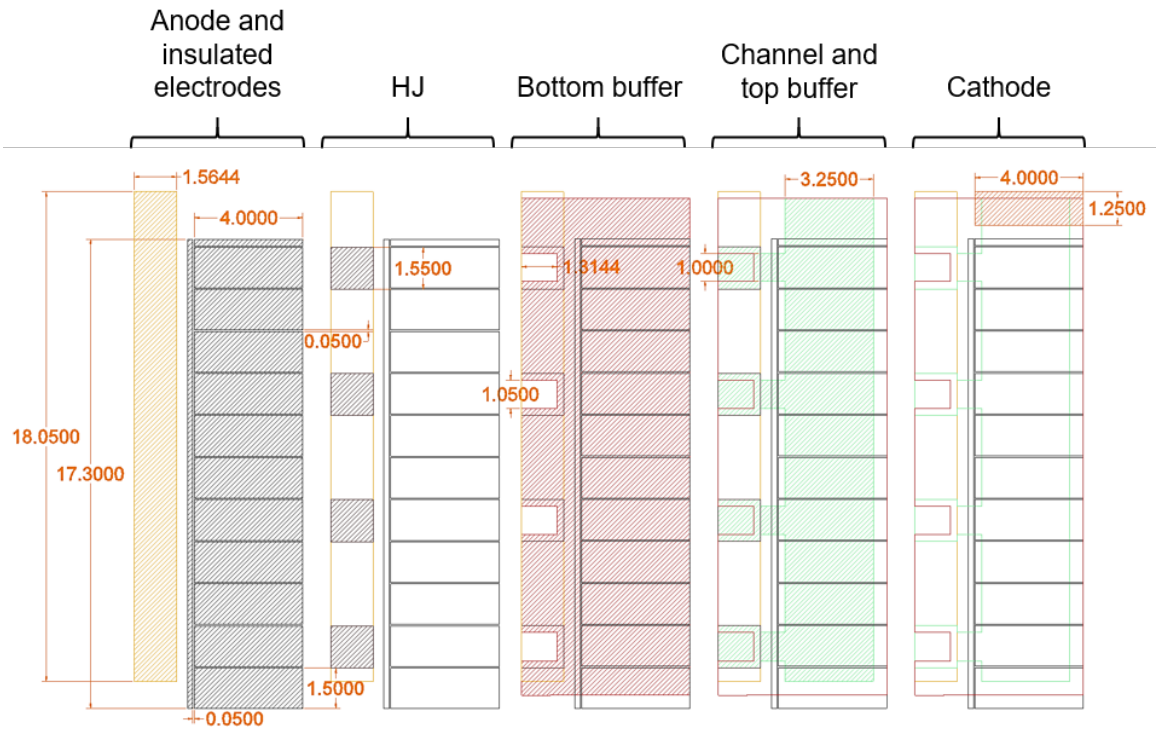 Anode and
insulated
electrodes
HJ
Bottom buffer
Channel and
top buffer
Cathode
1.5644
4.0000
3.2500
4.0000
1.2500
1.5500
1.3144
1.0000
0.0500
1.0500
18.0500
17.3000
1.5000
0.0500